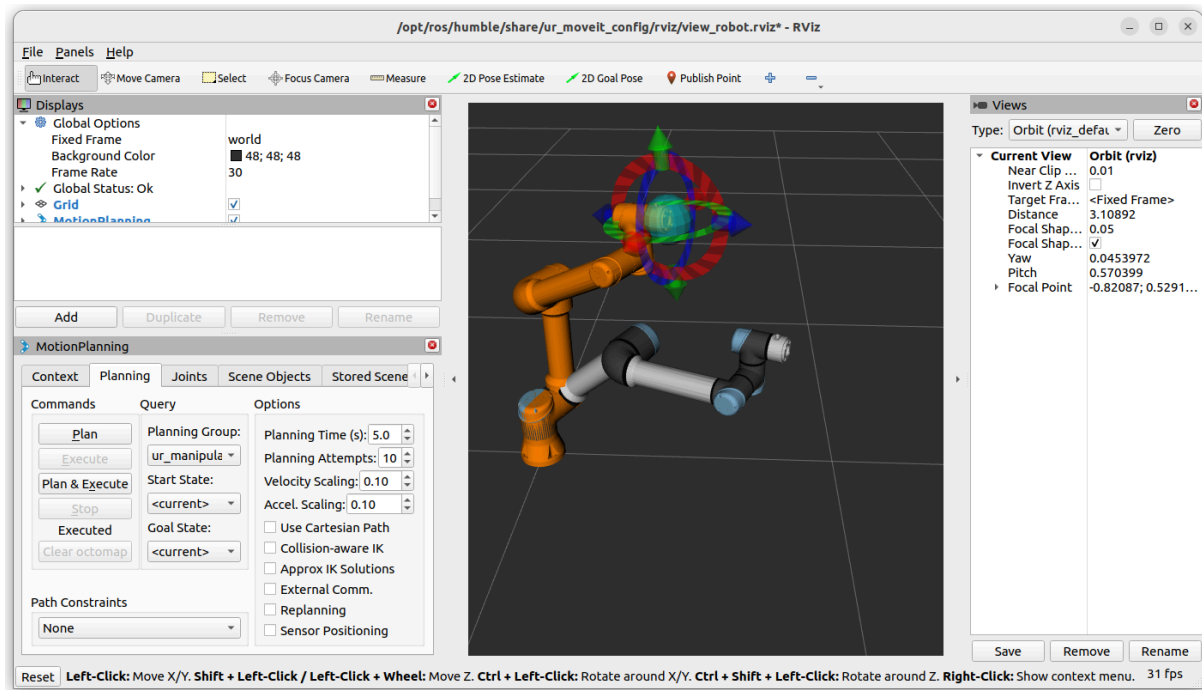 /opt/ros/humble/share/ur_moveit_config/rviz/view_robot.rviz* - RViz
File Panels Help
Interact Move Camera Select Focus Camera Measure 2D Pose Estimate 2D Goal Pose Publish Point
Displays
Global Options
Fixed Frame world
Background Color 48; 48; 48
Frame Rate 30
Global Status: Ok
Grid
MotionPlanning
Add Duplicate Remove Rename
MotionPlanning
Context Planning Joints Scene Objects Stored Scene
Commands Query Options
Plan
Execute
Plan & Execute
Stop
Executed
Clear octomap
Planning Group:
ur_manipula
Start State:
<current>
Goal State:
<current>
Planning Time (s): 5.0
Planning Attempts: 10
Velocity Scaling: 0.10
Accel. Scaling: 0.10
Use Cartesian Path
Collision-aware IK
Approx IK Solutions
External Comm.
Replanning
Sensor Positioning
Path Constraints
None
Views
Type: Orbit (rviz_defau Zero
Current View Orbit (rviz)
Near Clip ... 0.01
Invert Z Axis
Target Fra... <Fixed Frame>
Distance 3.10892
Focal Shap... 0.05
Focal Shap...
Yaw 0.0453972
Pitch 0.570399
Focal Point -0.82087; 0.5291...
Save Remove Rename
Reset Left-Click: Move X/Y. Shift + Left-Click / Left-Click + Wheel: Move Z. Ctrl + Left-Click: Rotate around X/Y. Ctrl + Shift + Left-Click: Rotate around Z. Right-Click: Show context menu. 31 fps